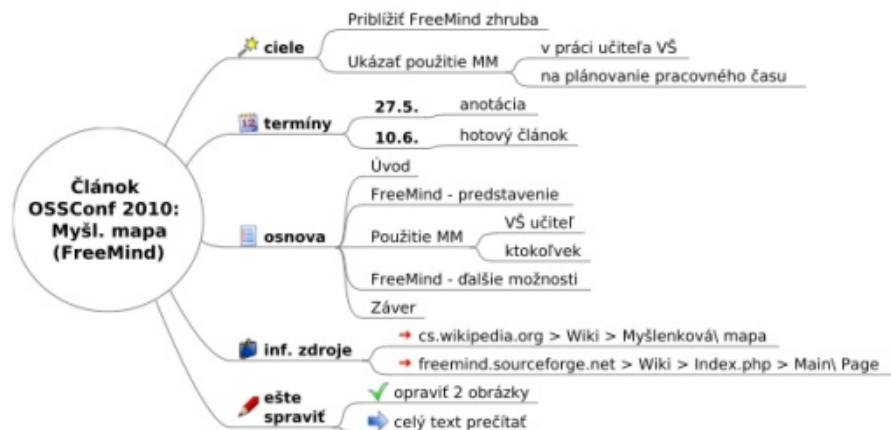 Článok
OSSConf 2010:
Myšl. mapa
(FreeMind)
ciele
Priblížiť FreeMind zhruba
Ukázať použitie MM
v práci učiteľa VŠ
na plánovanie pracovného času
12
termíny
27.5.
anotácia
10.6.
hotový článok
osnova
Úvod
FreeMind - predstavenie
Použitie MM
VŠ učiteľ
ktokoľvek
FreeMind - ďalšie možnosti
Záver
inf. zdroje
cs.wikipedia.org > Wiki > Myšlenková\ mapa
freemind.sourceforge.net > Wiki > Index.php > Main\ Page
ešte
spraviť
opraviť 2 obrázky
celý text prečítať